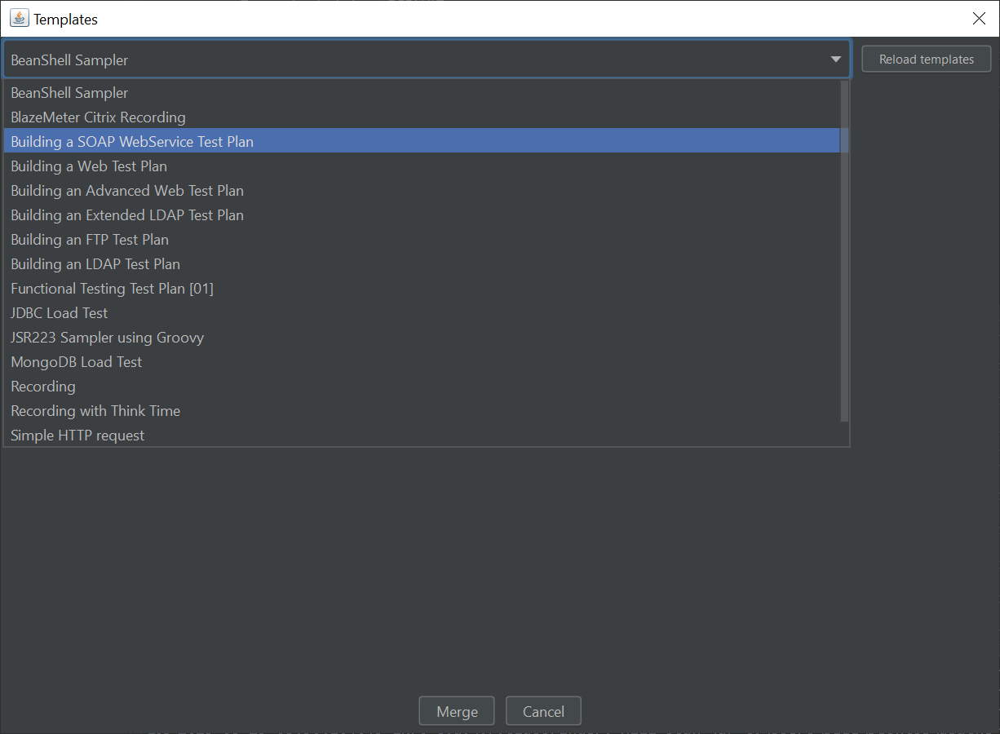 Templates
BeanShell Sampler
Reload templates
BeanShell Sampler
BlazeMeter Citrix Recording
Building a SOAP WebService Test Plan
Building a Web Test Plan
Building an Advanced Web Test Plan
Building an Extended LDAP Test Plan
Building an FTP Test Plan
Building an LDAP Test Plan
Functional Testing Test Plan [01]
JDBC Load Test
JSR223 Sampler using Groovy
MongoDB Load Test
Recording
Recording with Think Time
Simple HTTP request
Merge
Cancel